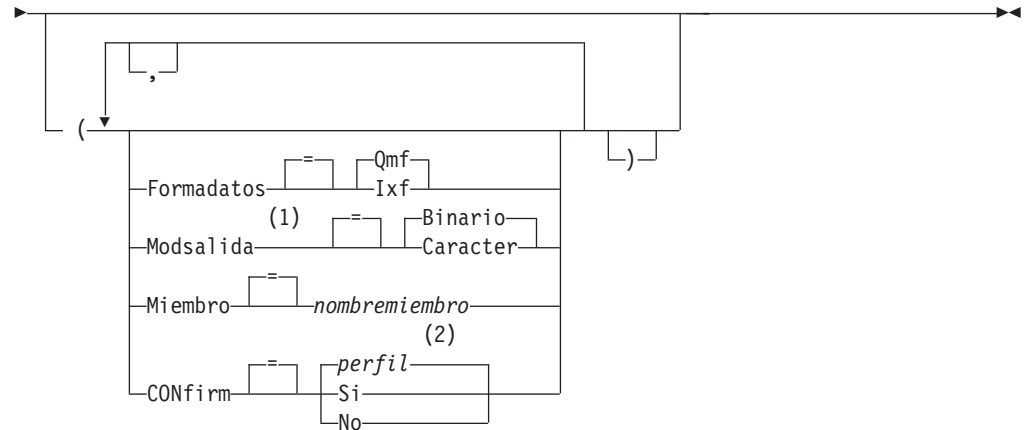 ,
(
)
= Qmf
Formadatos Ixf
(1) = Binario
Modsalida Caracter
=
Miembro nombremiembro
(2)
= perfil
CONfirm Si
No